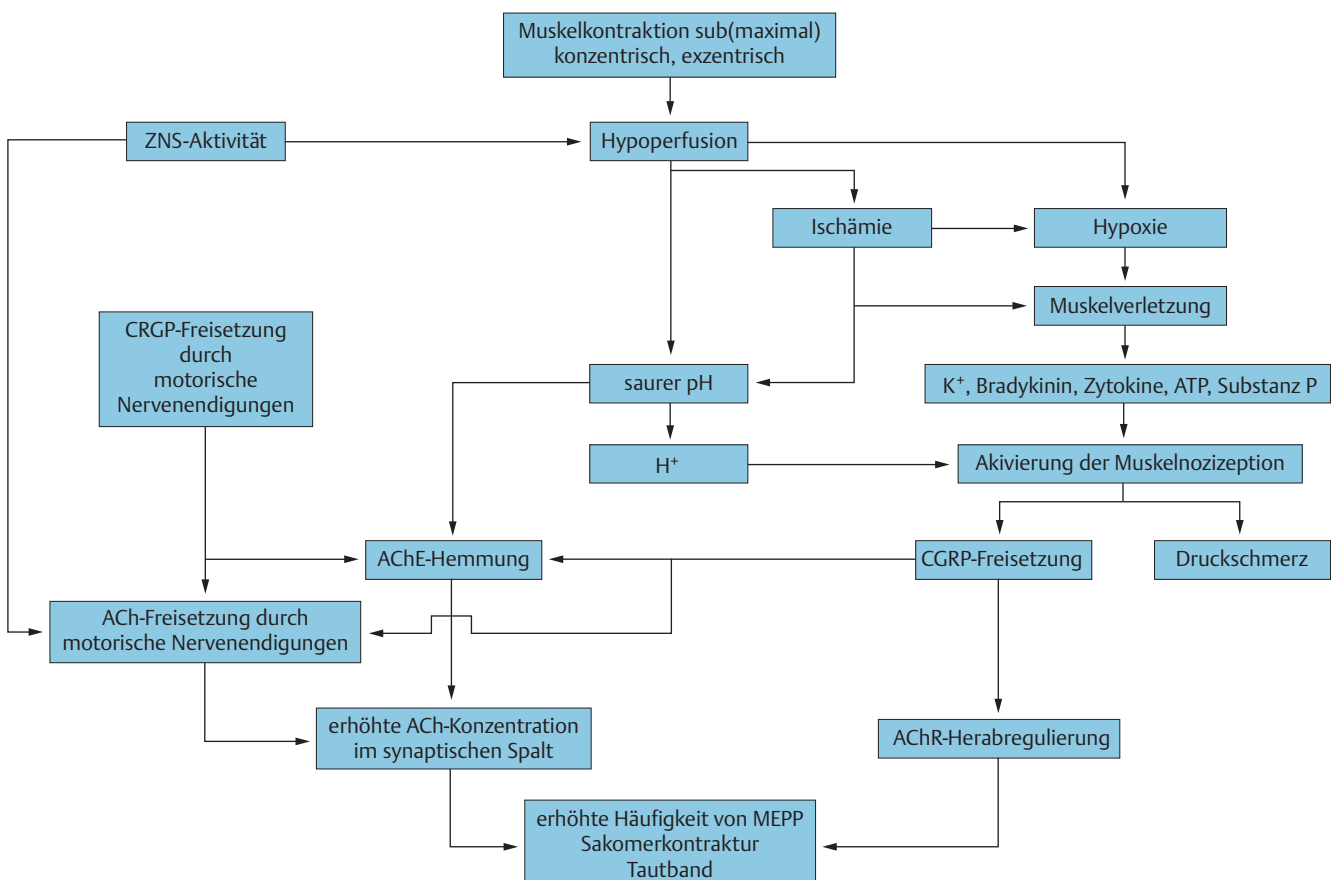 Muskelkontraktion sub(maximal)
konzentrisch, exzentrisch
ZNS-Aktivität
Hypoperfusion
Ischämie
Hypoxie
Muskelverletzung
CRGP-Freisetzung
durch
motorische
Nervenendigungen
saurer pH
K⁺, Bradykinin, Zytokine, ATP, Substanz P
H⁺
Akivierung der Muskelnozizeption
AChE-Hemmung
CGRP-Freisetzung
Druckschmerz
ACh-Freisetzung durch
motorische Nervenendigungen
erhöhte ACh-Konzentration
im synaptischen Spalt
AChR-Herabregulierung
erhöhte Häufigkeit von MEPP
Sakomerkontraktur
Tautband